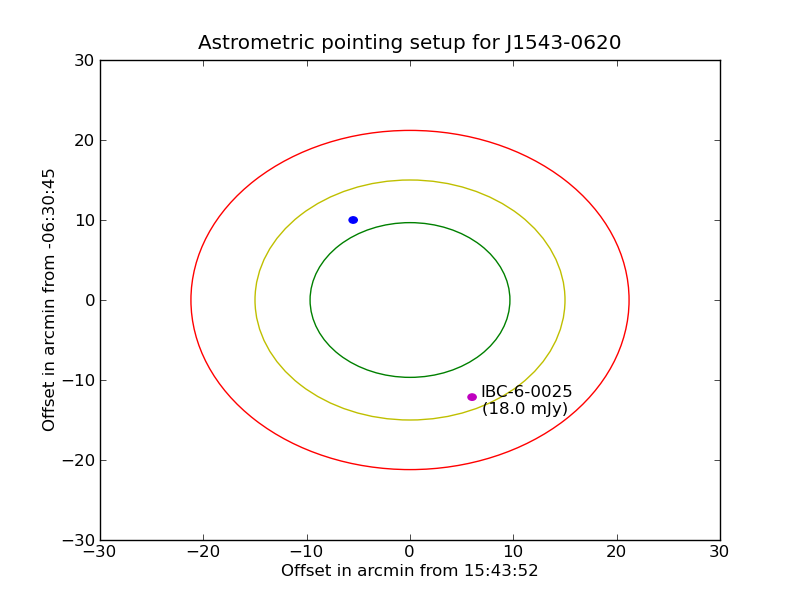 Astrometric pointing setup for J1543-0620
30
20
10
0
−10
−20
−30
Offset in arcmin from -06:30:45
IBC-6-0025
(18.0 mJy)
−30
−20
−10
0
10
20
30
Offset in arcmin from 15:43:52